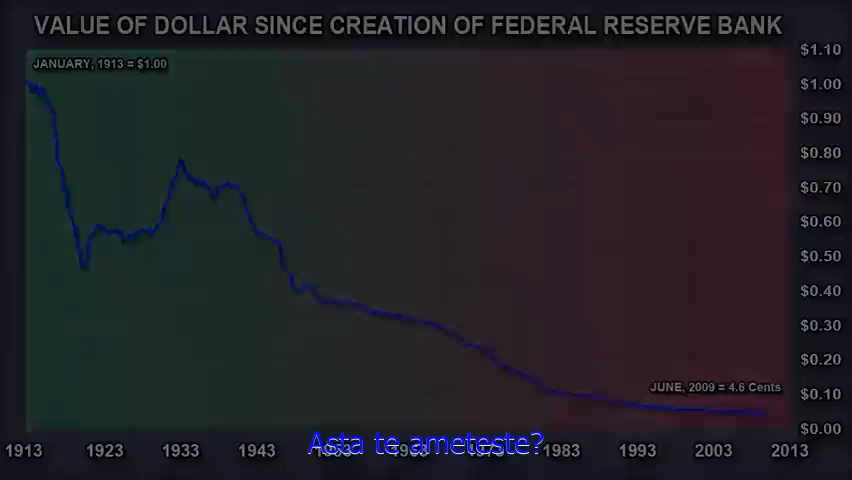 VALUE OF DOLLAR SINCE CREATION OF FEDERAL RESERVE BANK
JANUARY, 1913 = $1.00
$1.10
$1.00
$0.90
$0.80
$0.70
$0.60
$0.50
$0.40
$0.30
$0.20
JUNE, 2009 = 4.6 Cents
$0.10
$0.00
Asta te ameteste?
1913 1923 1933 1943 1983 1993 2003 2013